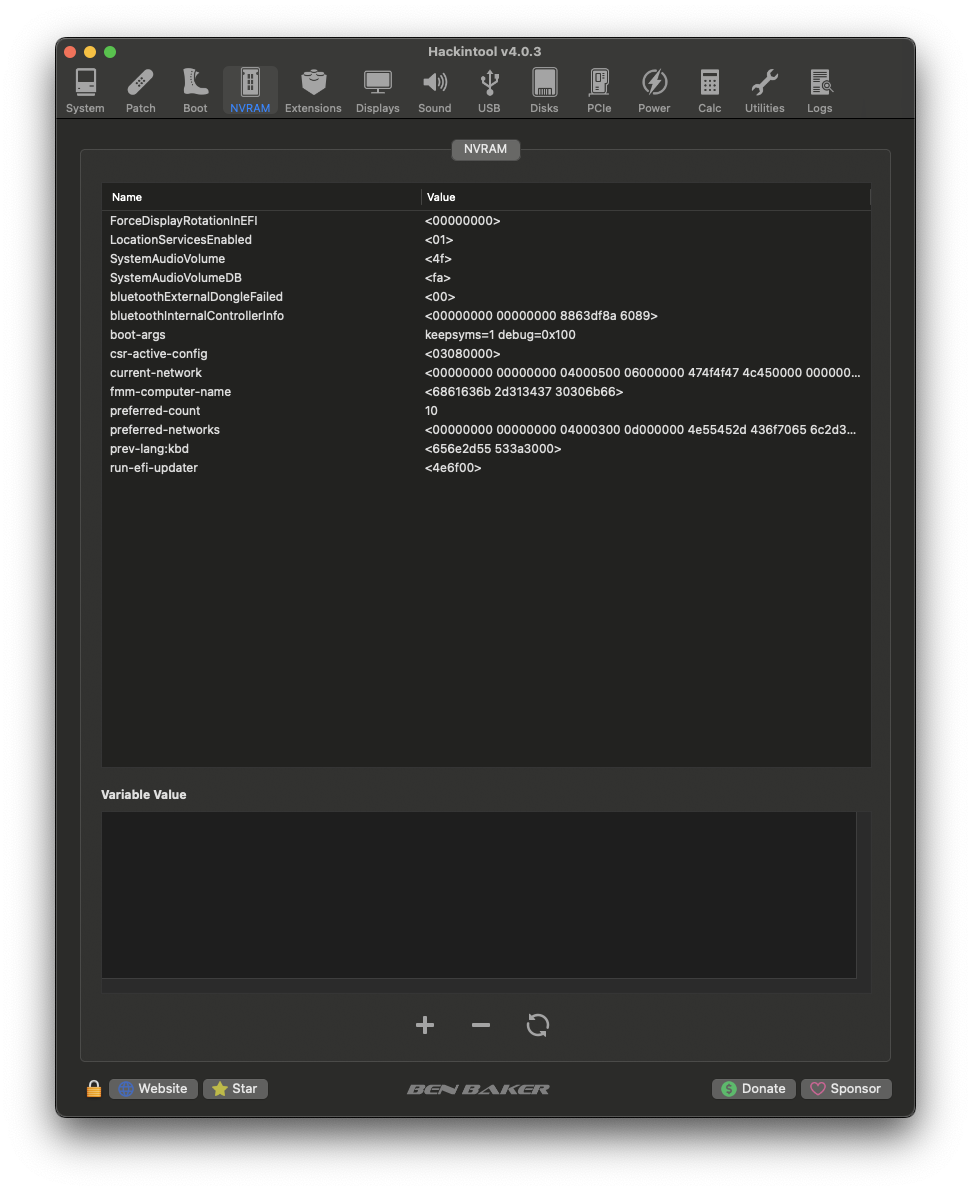 Hackintool v4.0.3
System Patch Boot NVRAM Extensions Displays Sound USB Disks PCIe Power Calc Utilities Logs
NVRAM
Name Value
ForceDisplayRotationInEFI <00000000>
LocationServicesEnabled <01>
SystemAudioVolume <4f>
SystemAudioVolumeDB <fa>
bluetoothExternalDongleFailed <00>
bluetoothInternalControllerInfo <00000000 00000000 8863df8a 6089>
boot-args keepsyms=1 debug=0x100
csr-active-config <03080000>
current-network <00000000 00000000 04000500 06000000 474f4f47 4c450000 000000...
fmm-computer-name <6861636b 2d313437 30306b66>
preferred-count 10
preferred-networks <00000000 00000000 04000300 0d000000 4e55452d 436f7065 6c2d3...
prev-lang:kbd <656e2d55 533a3000>
run-efi-updater <4e6f00>
Variable Value
Website Star BEN BAKER Donate Sponsor